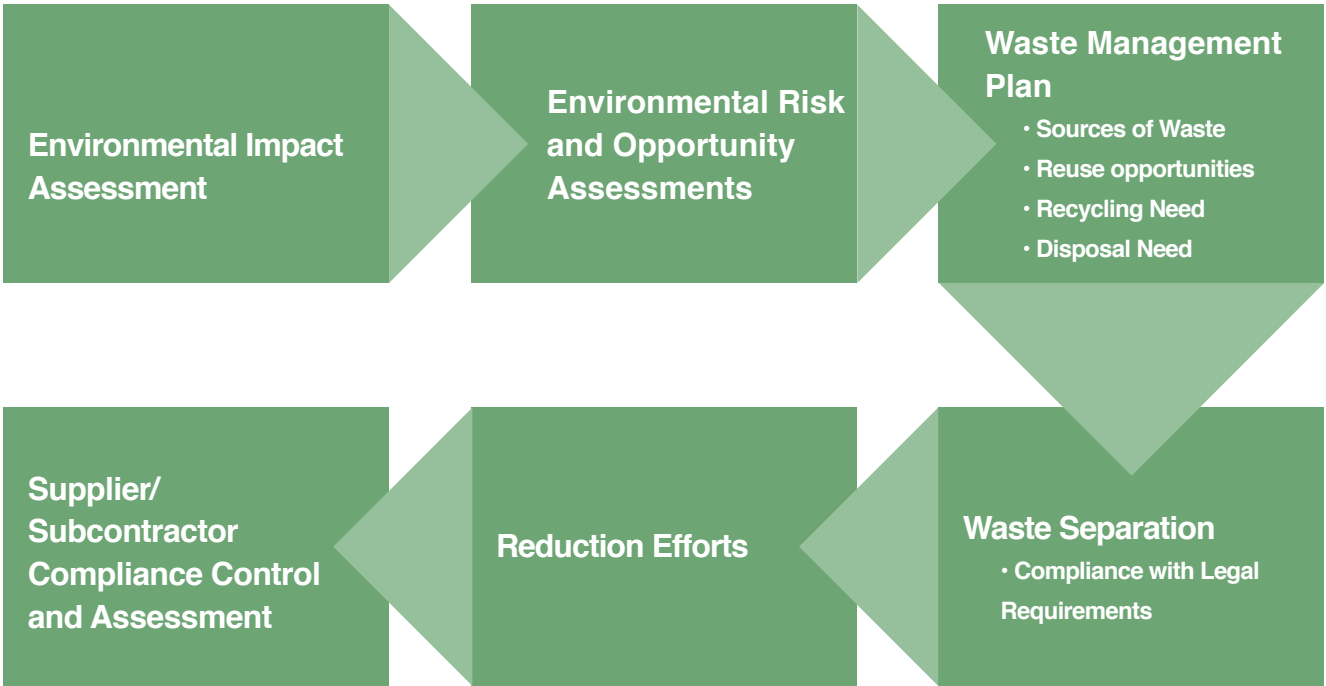 Environmental Impact
Assessment
Environmental Risk
and Opportunity
Assessments
Waste Management
Plan
· Sources of Waste
· Reuse opportunities
· Recycling Need
· Disposal Need
Waste Separation
· Compliance with Legal
Requirements
Reduction Efforts
Supplier/
Subcontractor
Compliance Control
and Assessment